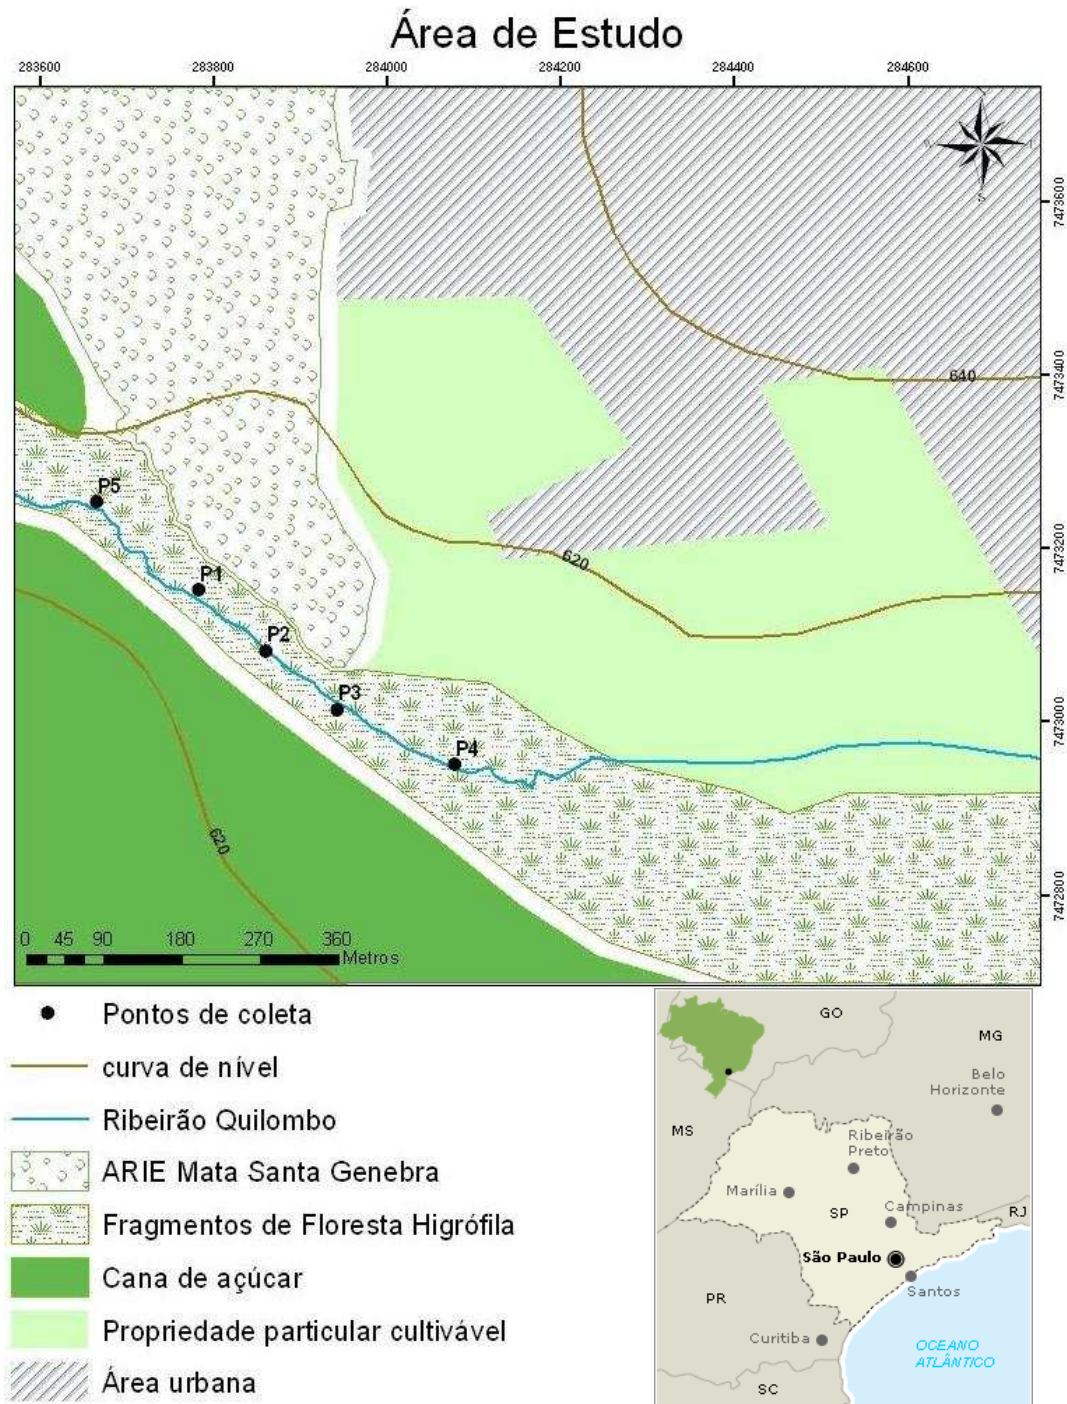 Área de Estudo
283600 283800 284000 284200 284400 284600
7473600
7473400
7473200
7473000
7472800
N
W
S
640
620
620
P5
P1
P2
P3
P4
0 45 90 180 270 360
Metros
Pontos de coleta
curva de nível
Ribeirão Quilombo
ARIE Mata Santa Genebra
Fragmentos de Floresta Higrófila
Cana de açúcar
Propriedade particular cultivável
Área urbana
GO
MG
Belo
Horizonte
MS
Ribeirão
Preto
Marília
SP
Campinas
RJ
São Paulo
Santos
PR
Curitiba
OCEANO
ATLÂNTICO
SC